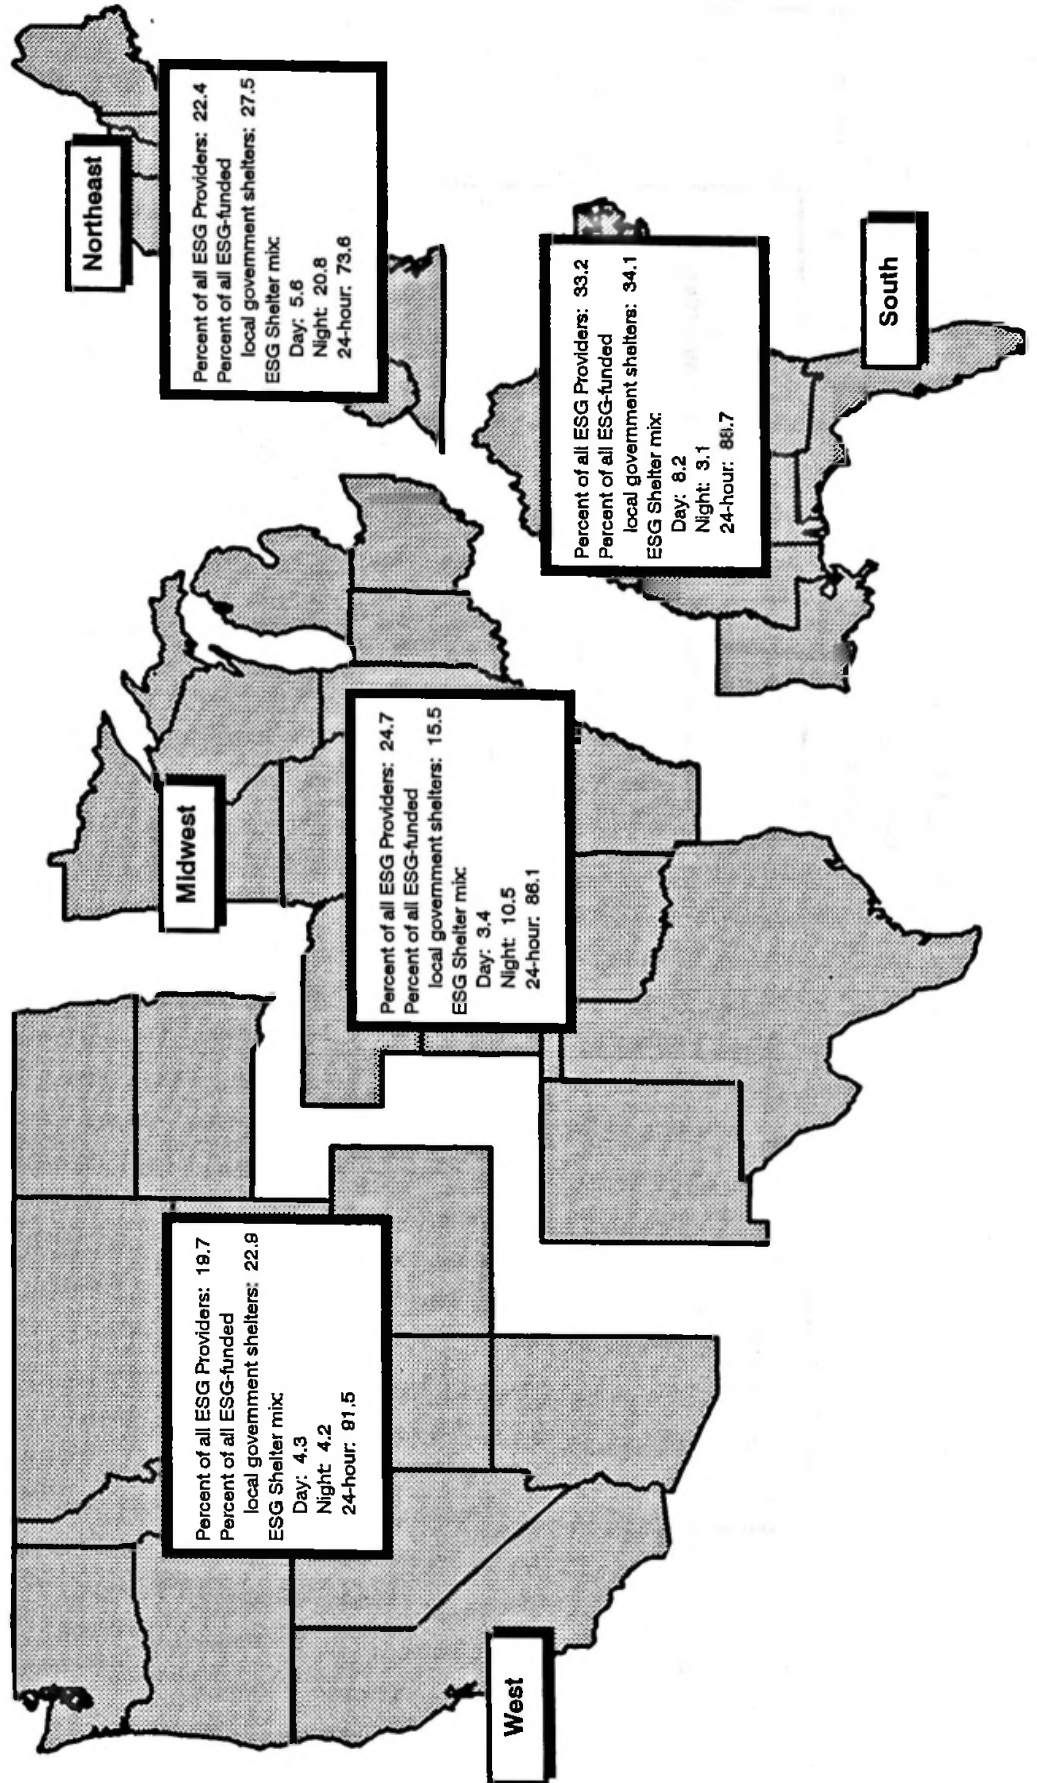 Northeast
Percent of all ESG Providers: 22.4
Percent of all ESG-funded
local government shelters: 27.5
ESG Shelter mix:
Day: 5.6
Night: 20.8
24-hour: 73.6
Midwest
Percent of all ESG Providers: 24.7
Percent of all ESG-funded
local government shelters: 15.5
ESG Shelter mix:
Day: 3.4
Night: 10.5
24-hour: 86.1
Percent of all ESG Providers: 19.7
Percent of all ESG-funded
local government shelters: 22.9
ESG Shelter mix:
Day: 4.3
Night: 4.2
24-hour: 91.5
West
Percent of all ESG Providers: 33.2
Percent of all ESG-funded
local government shelters: 34.1
ESG Shelter mix:
Day: 8.2
Night: 3.1
24-hour: 88.7
South